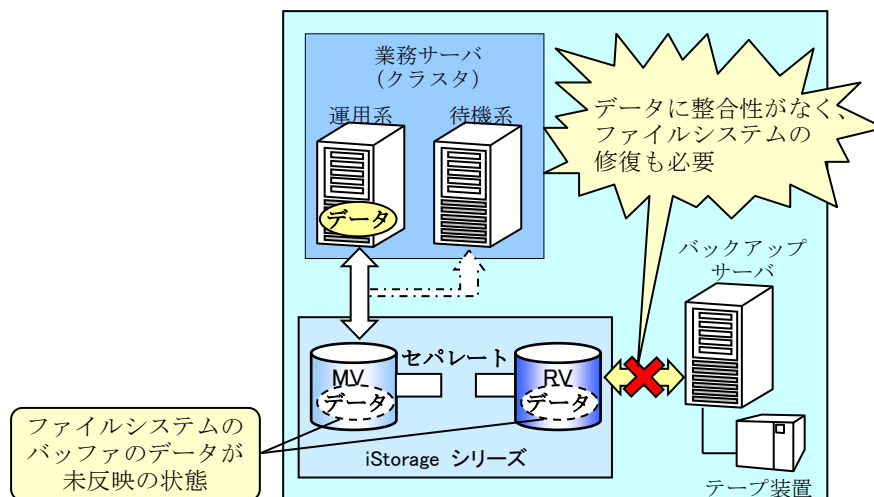 業務サーバ
（クラスタ）
運用系
待機系
データ
データに整合性がなく、
ファイルシステムの
修復も必要
バックアップ
サーバ
セパレート
MV
データ
RV
データ
iStorage シリーズ
ファイルシステムの
バッファのデータが
未反映の状態
テープ装置